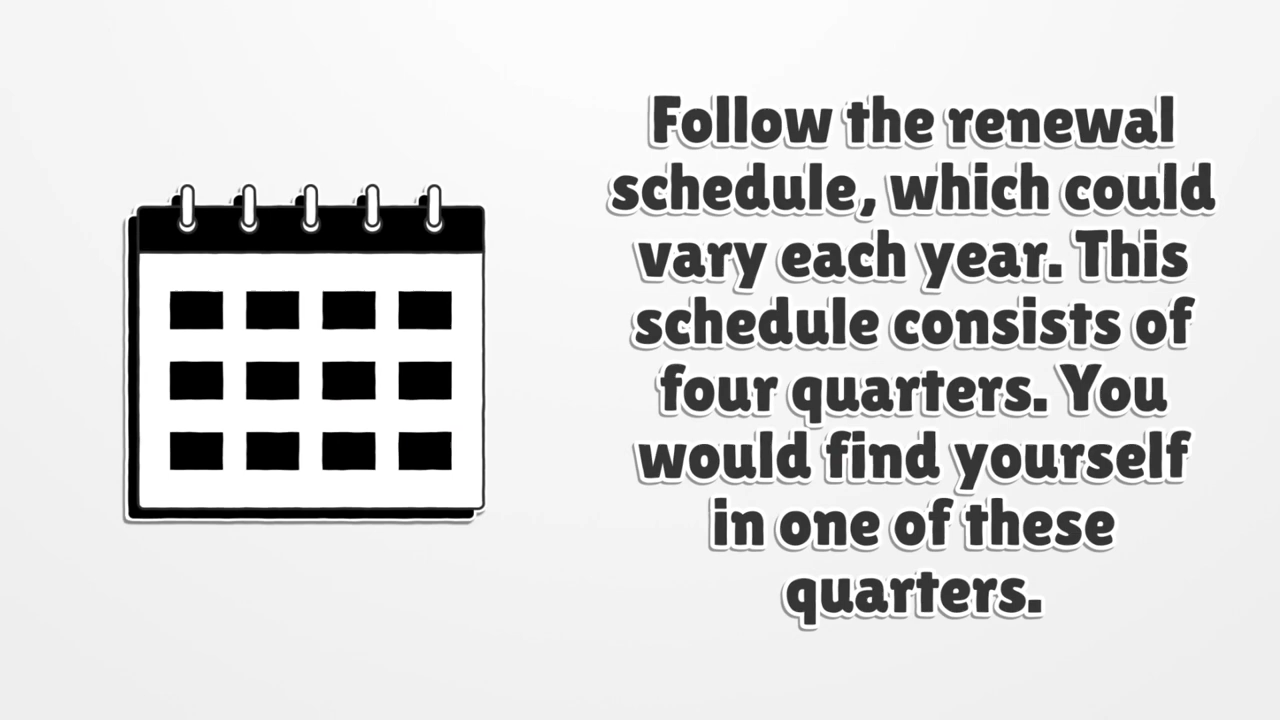 Follow the renewal
schedule, which could
vary each year. This
schedule consists of
four quarters. You
would find yourself
in one of these
quarters.